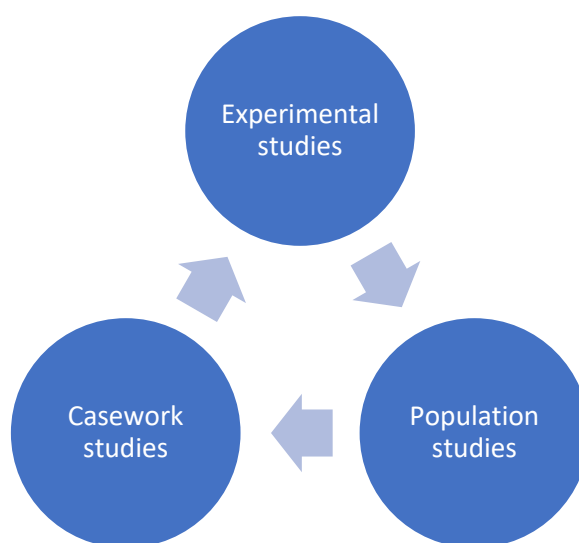 Experimental
studies
Casework
studies
Population
studies